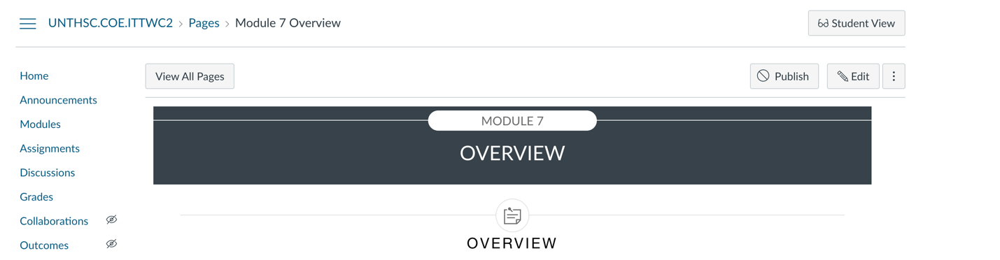 UNTHSC.COE.ITTWC2 > Pages > Module 7 Overview
Student View
Home
Announcements
Modules
Assignments
Discussions
Grades
Collaborations
Outcomes
View All Pages
Publish
Edit
MODULE 7
OVERVIEW
OVERVIEW